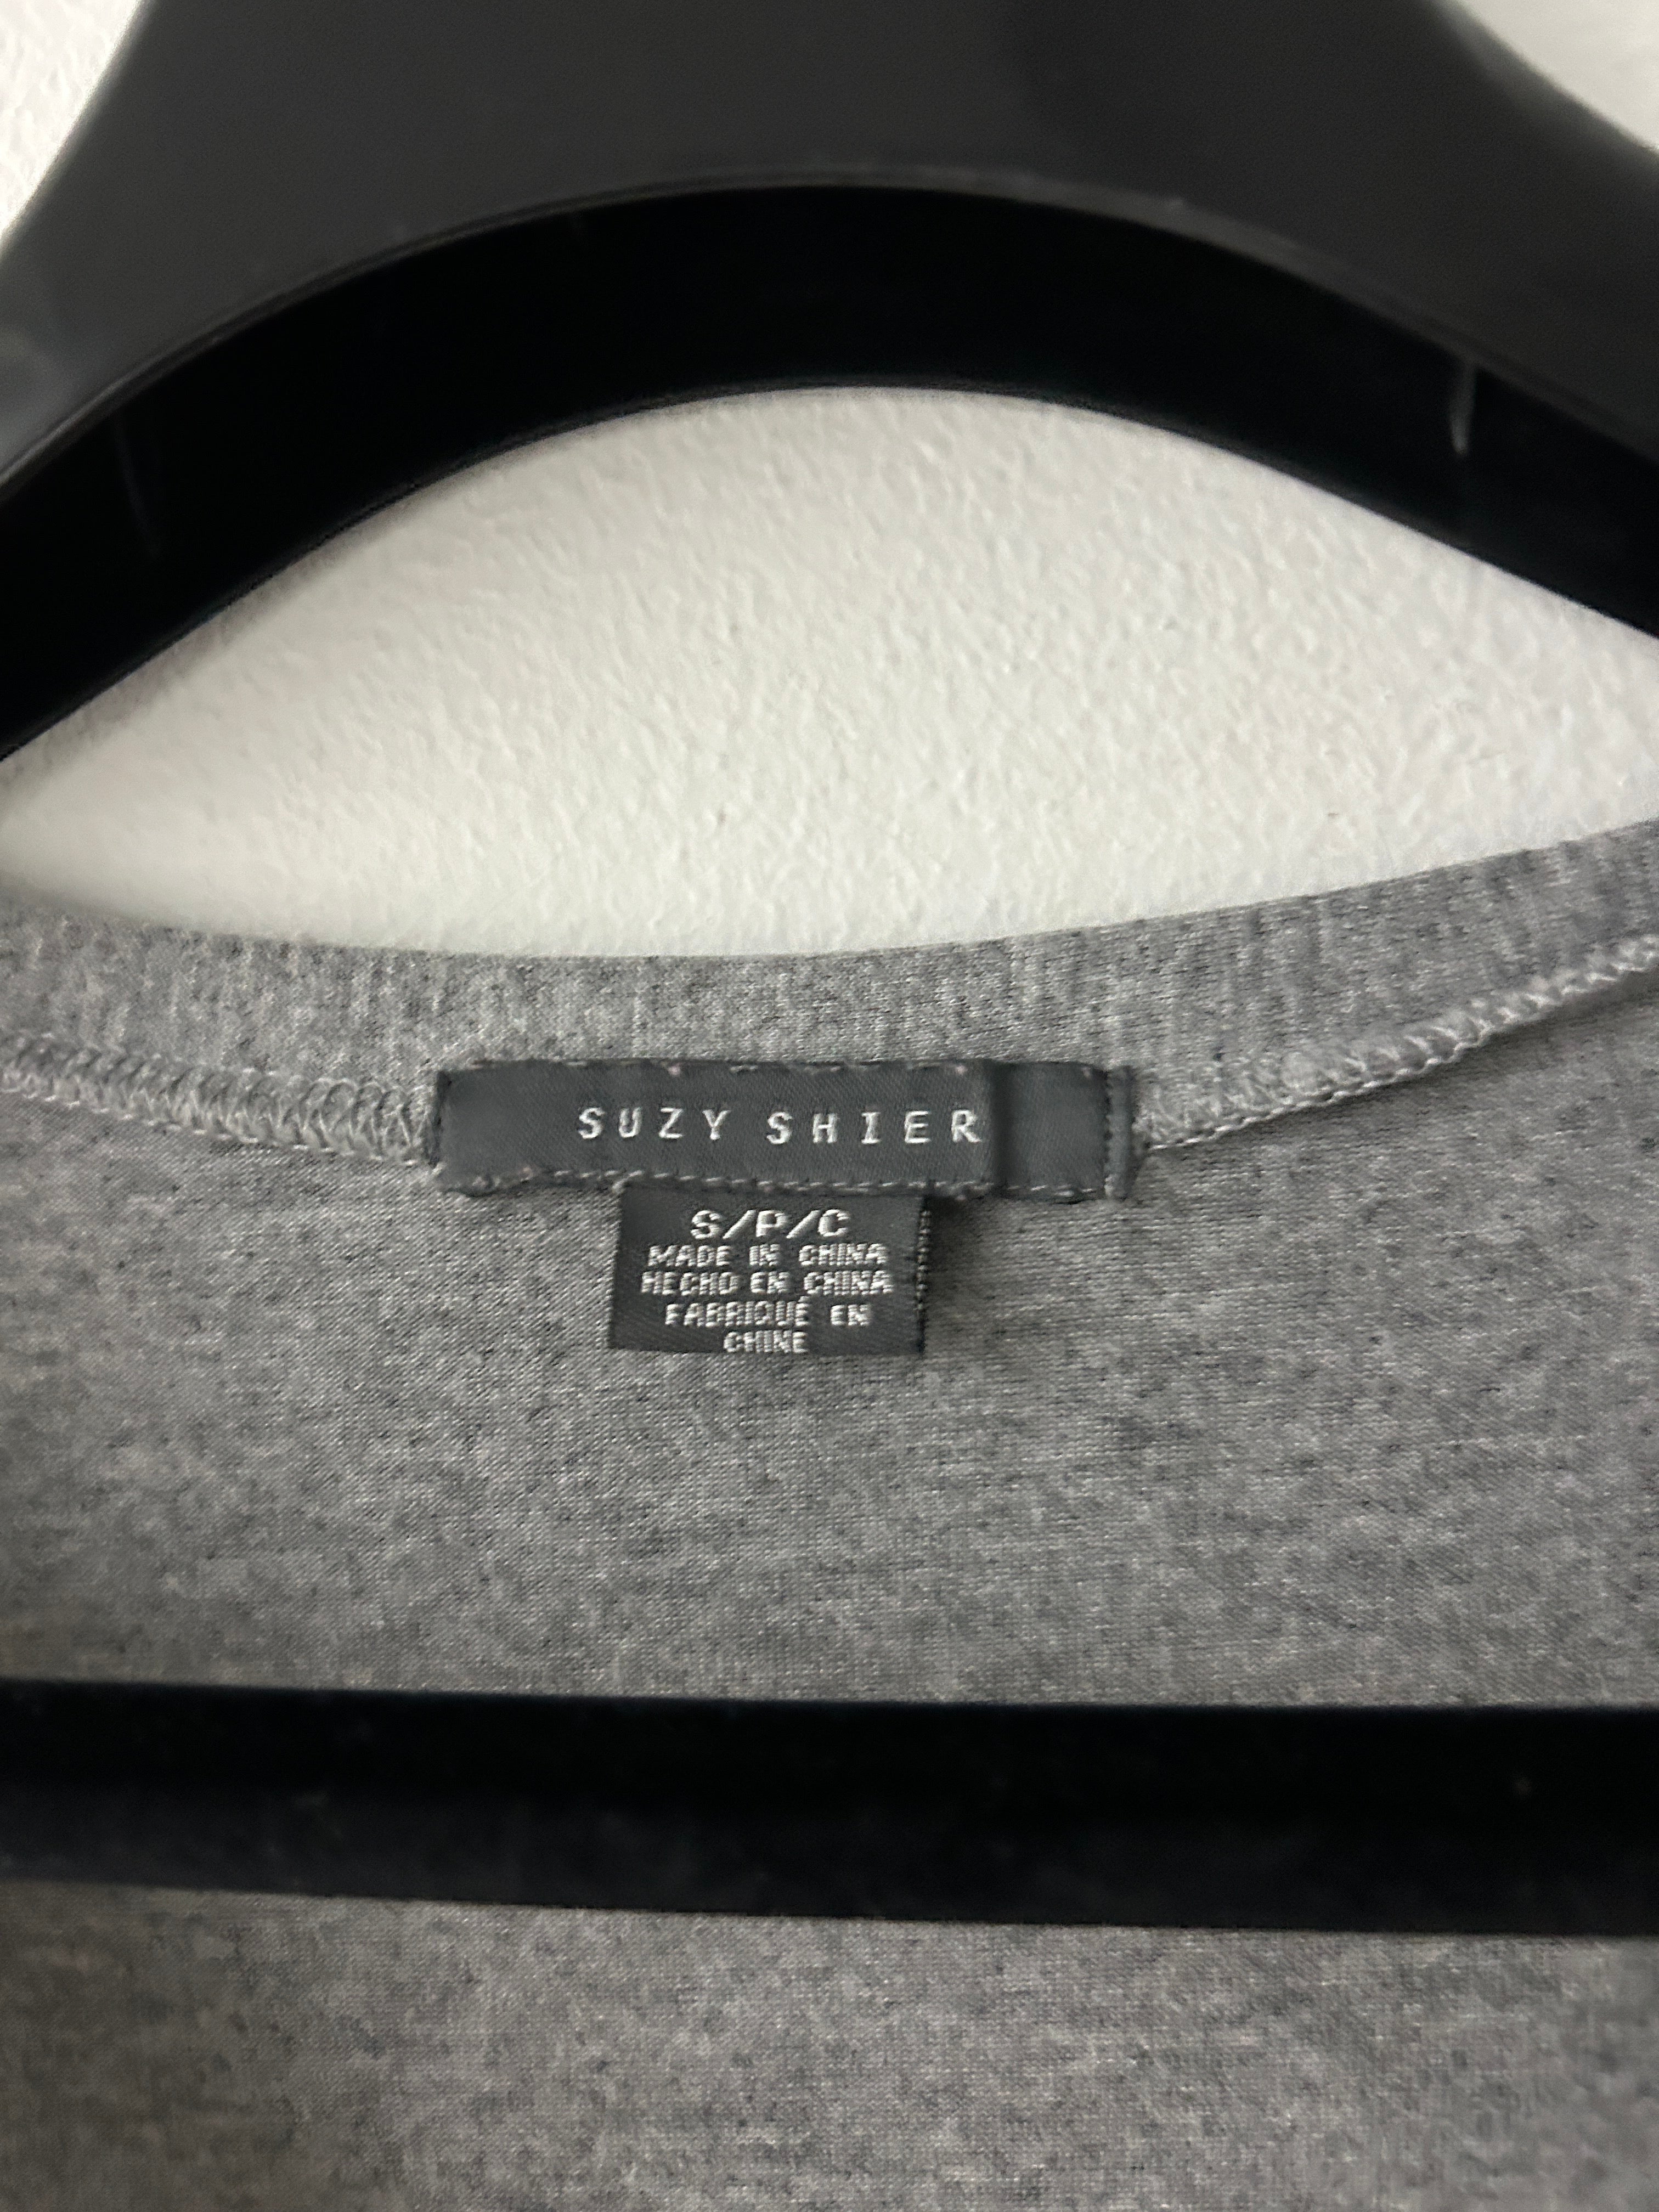 SUZY SHIER
S/P/C
MADE IN CHINA
HECHO EN CHINA
FABRIQUÉ EN
CHINE